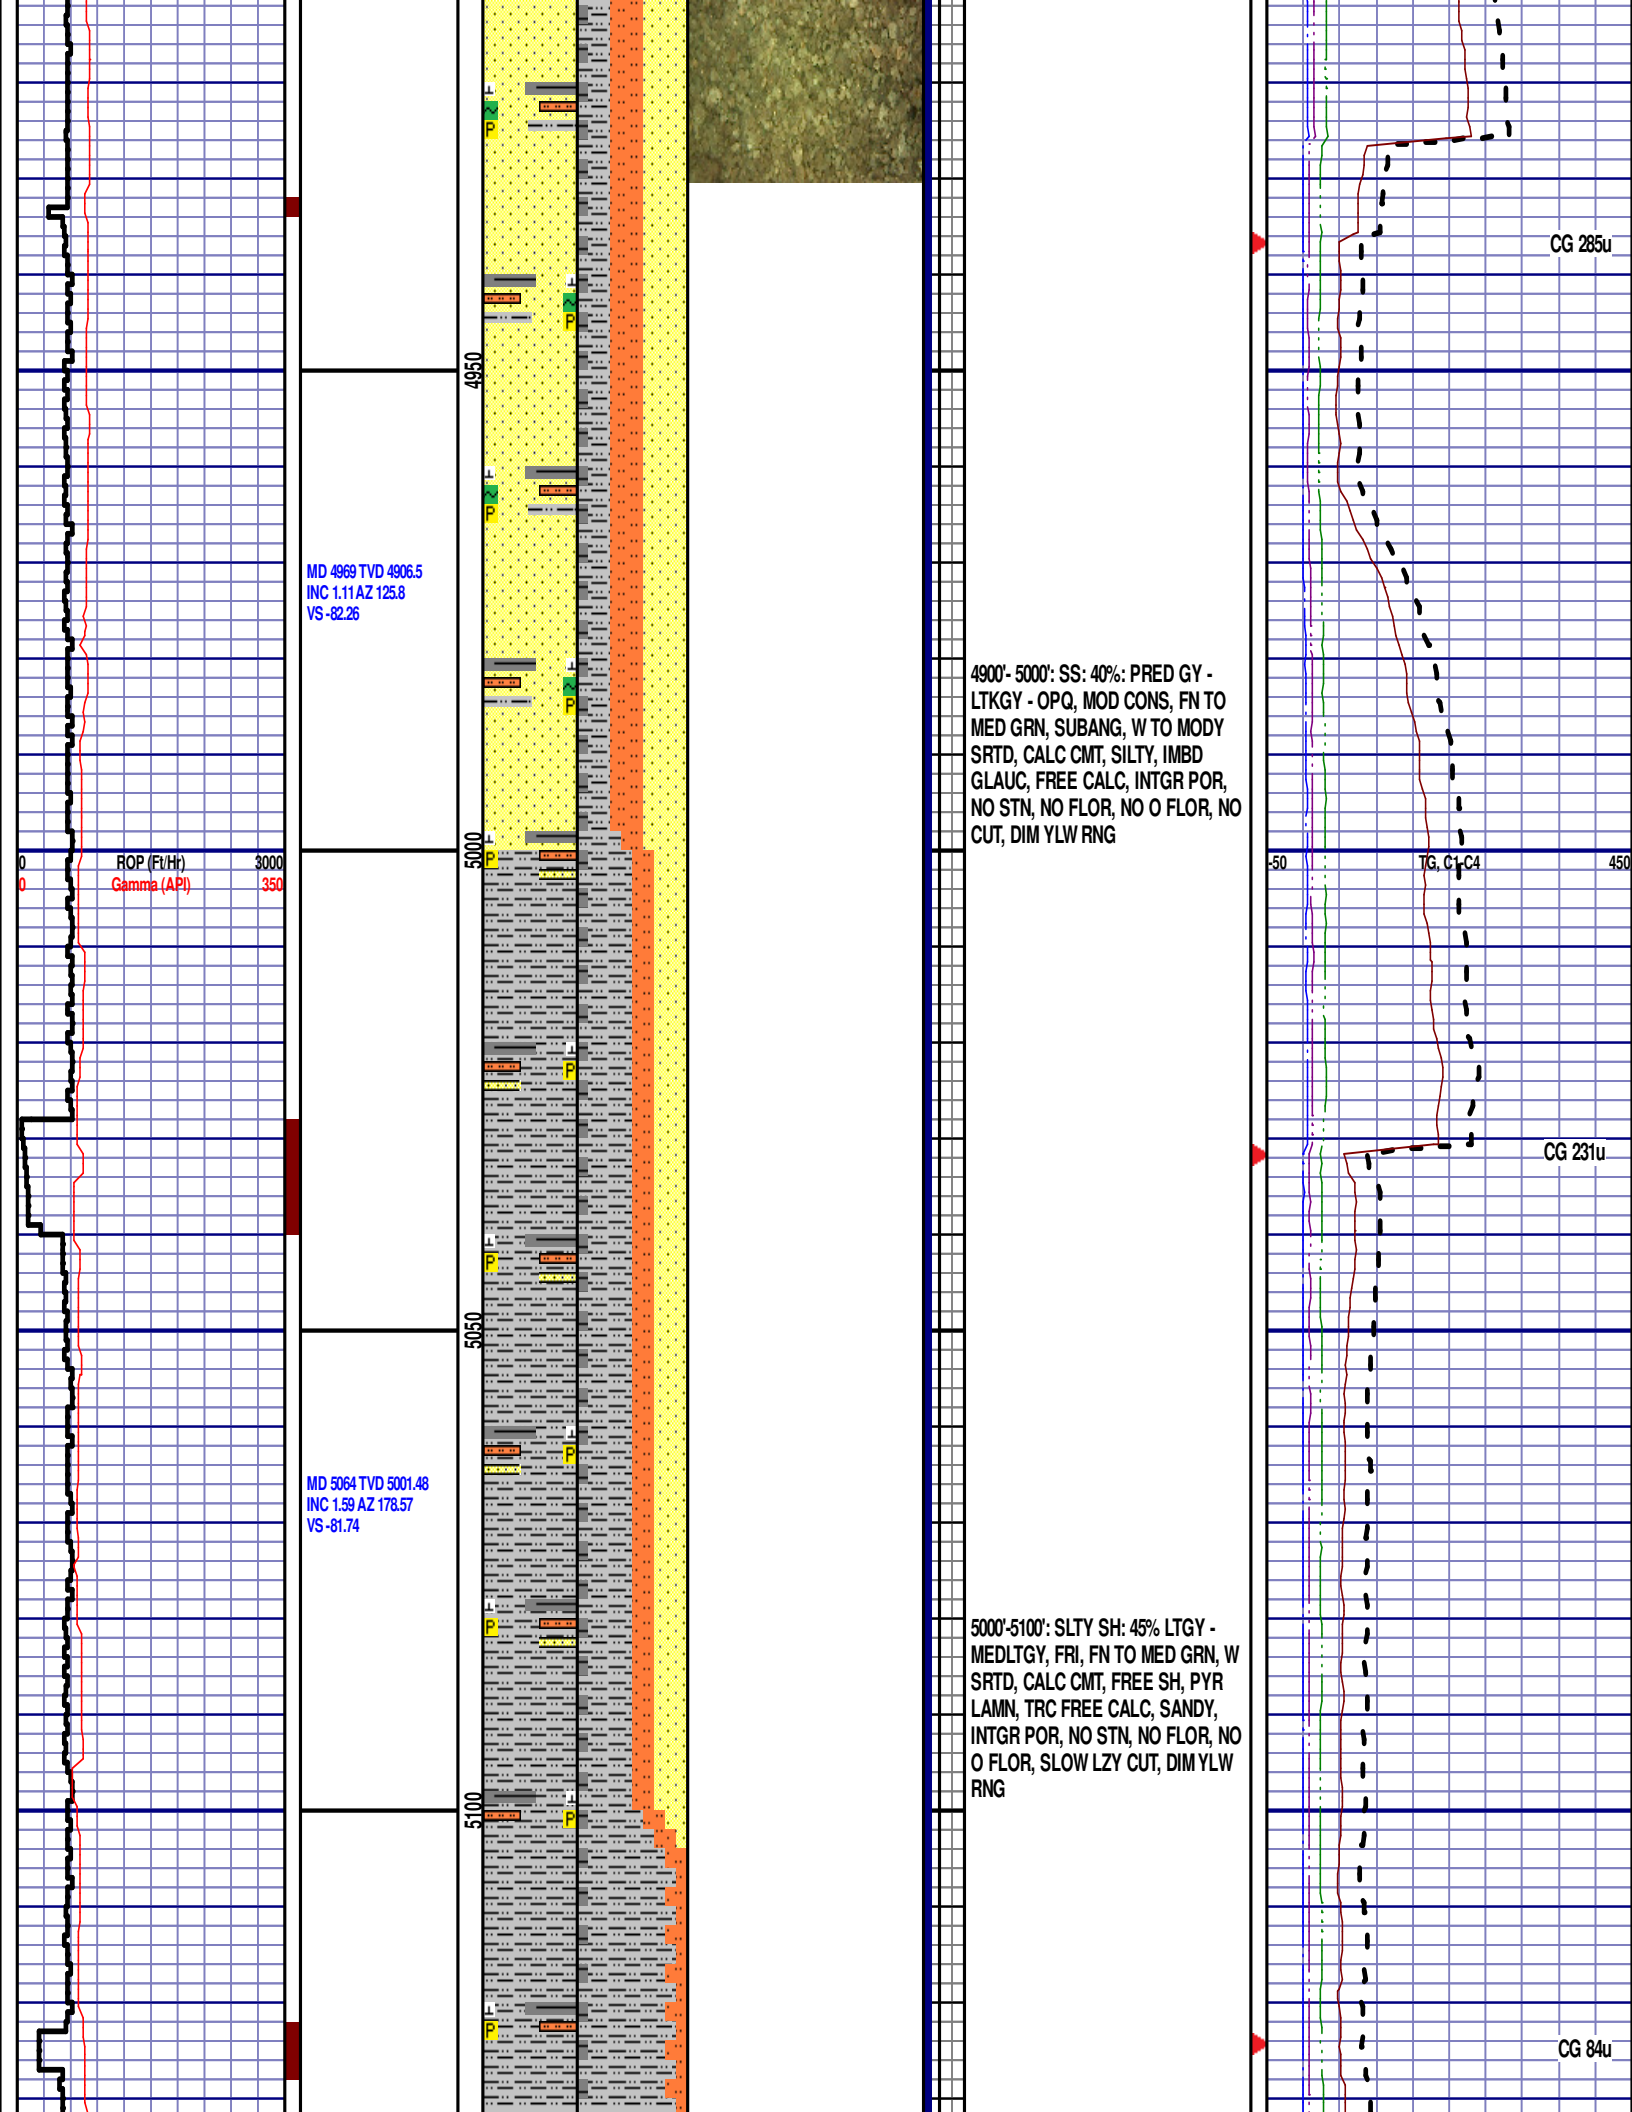 CG 285u
4950
MD 4969 TVD 4906.5
INC 1.11 AZ 125.8
VS -82.26
4900'- 5000': SS: 40%: PRED GY -
LTKGY - OPQ, MOD CONS, FN TO
MED GRN, SUBANG, W TO MODY
SRTD, CALC CMT, SILTY, IMBD
GLAUC, FREE CALC, INTGR POR,
NO STN, NO FLOR, NO O FLOR, NO
CUT, DIM YLW RNG
5000
0 ROP (Ft/Hr) 3000
0 Gamma (API) 350
-50 TG, C1-C4 450
CG 231u
5050
MD 5064 TVD 5001.48
INC 1.59 AZ 178.57
VS -81.74
5000'-5100': SLTY SH: 45% LTGY -
MEDLTGY, FRI, FN TO MED GRN, W
SRTD, CALC CMT, FREE SH, PYR
LAMN, TRC FREE CALC, SANDY,
INTGR POR, NO STN, NO FLOR, NO
O FLOR, SLOW LZY CUT, DIM YLW
RNG
5100
CG 84u
P
P
P
P
P
P
P
P
P
P
P